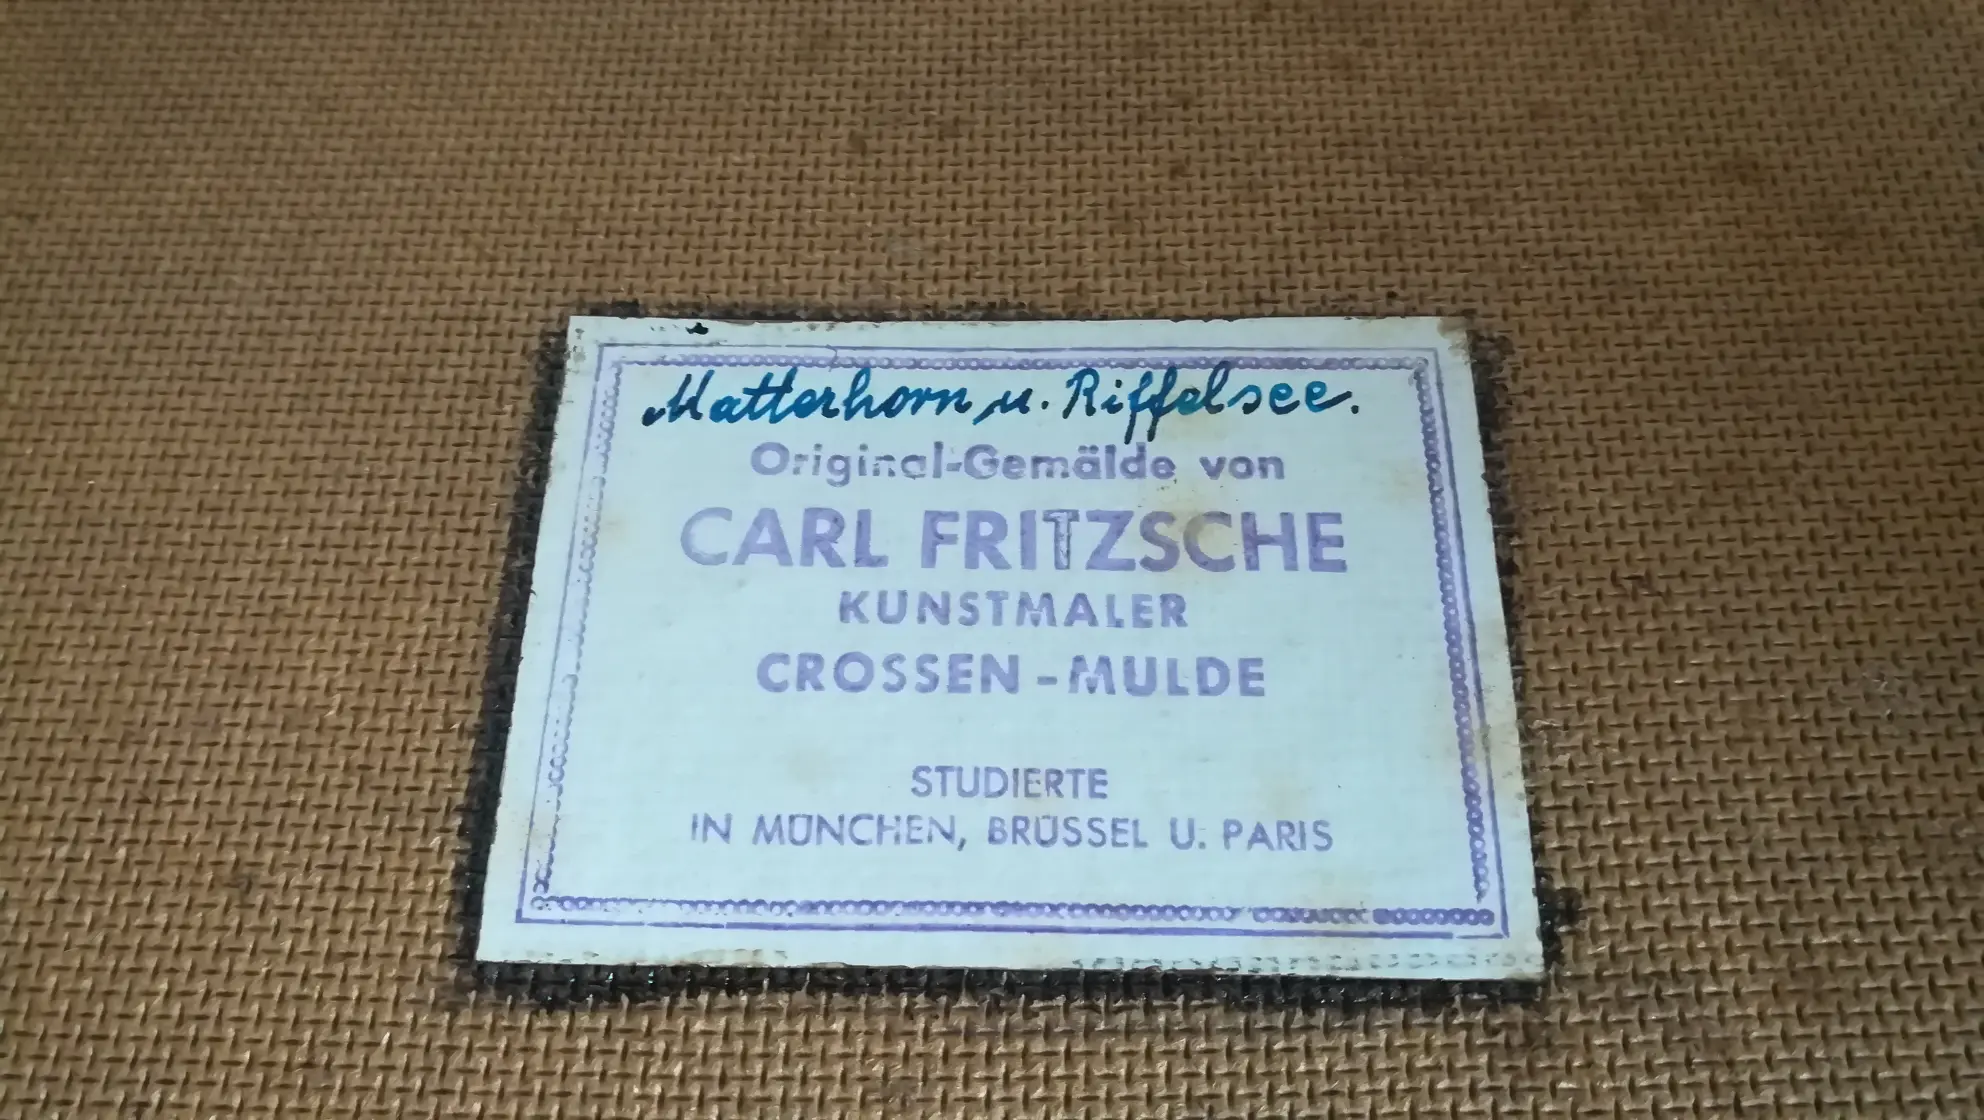 Matterhorn u. Riffelsee.
Original-Gemälde von
CARL FRITZSCHE
KUNSTMALER
CROSSEN-MULDE
STUDIERTE
IN MÜNCHEN, BRÜSSEL U. PARIS